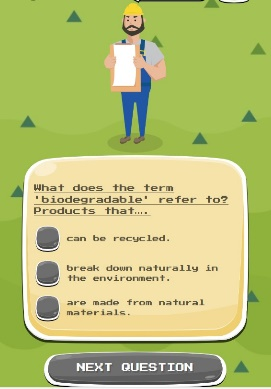 What does the term
'biodegradable' refer to?
Products that....
can be recycled.
break down naturally in
the environment.
are made from natural
materials.
NEXT QUESTION